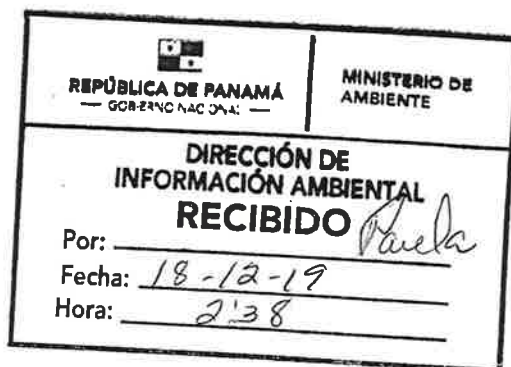 REPÚBLICA DE PANAMÁ
— GOBIERNO NACIONAL —
MINISTERIO DE
AMBIENTE
DIRECCIÓN DE
INFORMACIÓN AMBIENTAL
RECIBIDO
Por:
Fecha: 18-12-19
Hora: 2:38